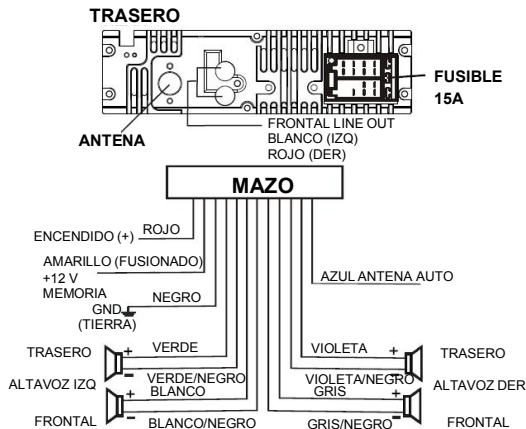 TRASERO
FUSIBLE
15A
ANTENA
FRONTAL LINE OUT
BLANCO (IZQ)
ROJO (DER)
MAZO
ENCENDIDO (+) ROJO
AMARILLO (FUSIONADO)
+12 V
MEMORIA
AZUL ANTENA AUTO
NEGRO
GND
(TIERRA)
TRASERO + VERDE VIOLETA + TRASERO
- VERDE/NEGRO VIOLETA/NEGRO -
ALTAVOZ IZQ + BLANCO GRIS + ALTAVOZ DER
FRONTAL - BLANCO/NEGRO GRIS/NEGRO - FRONTAL